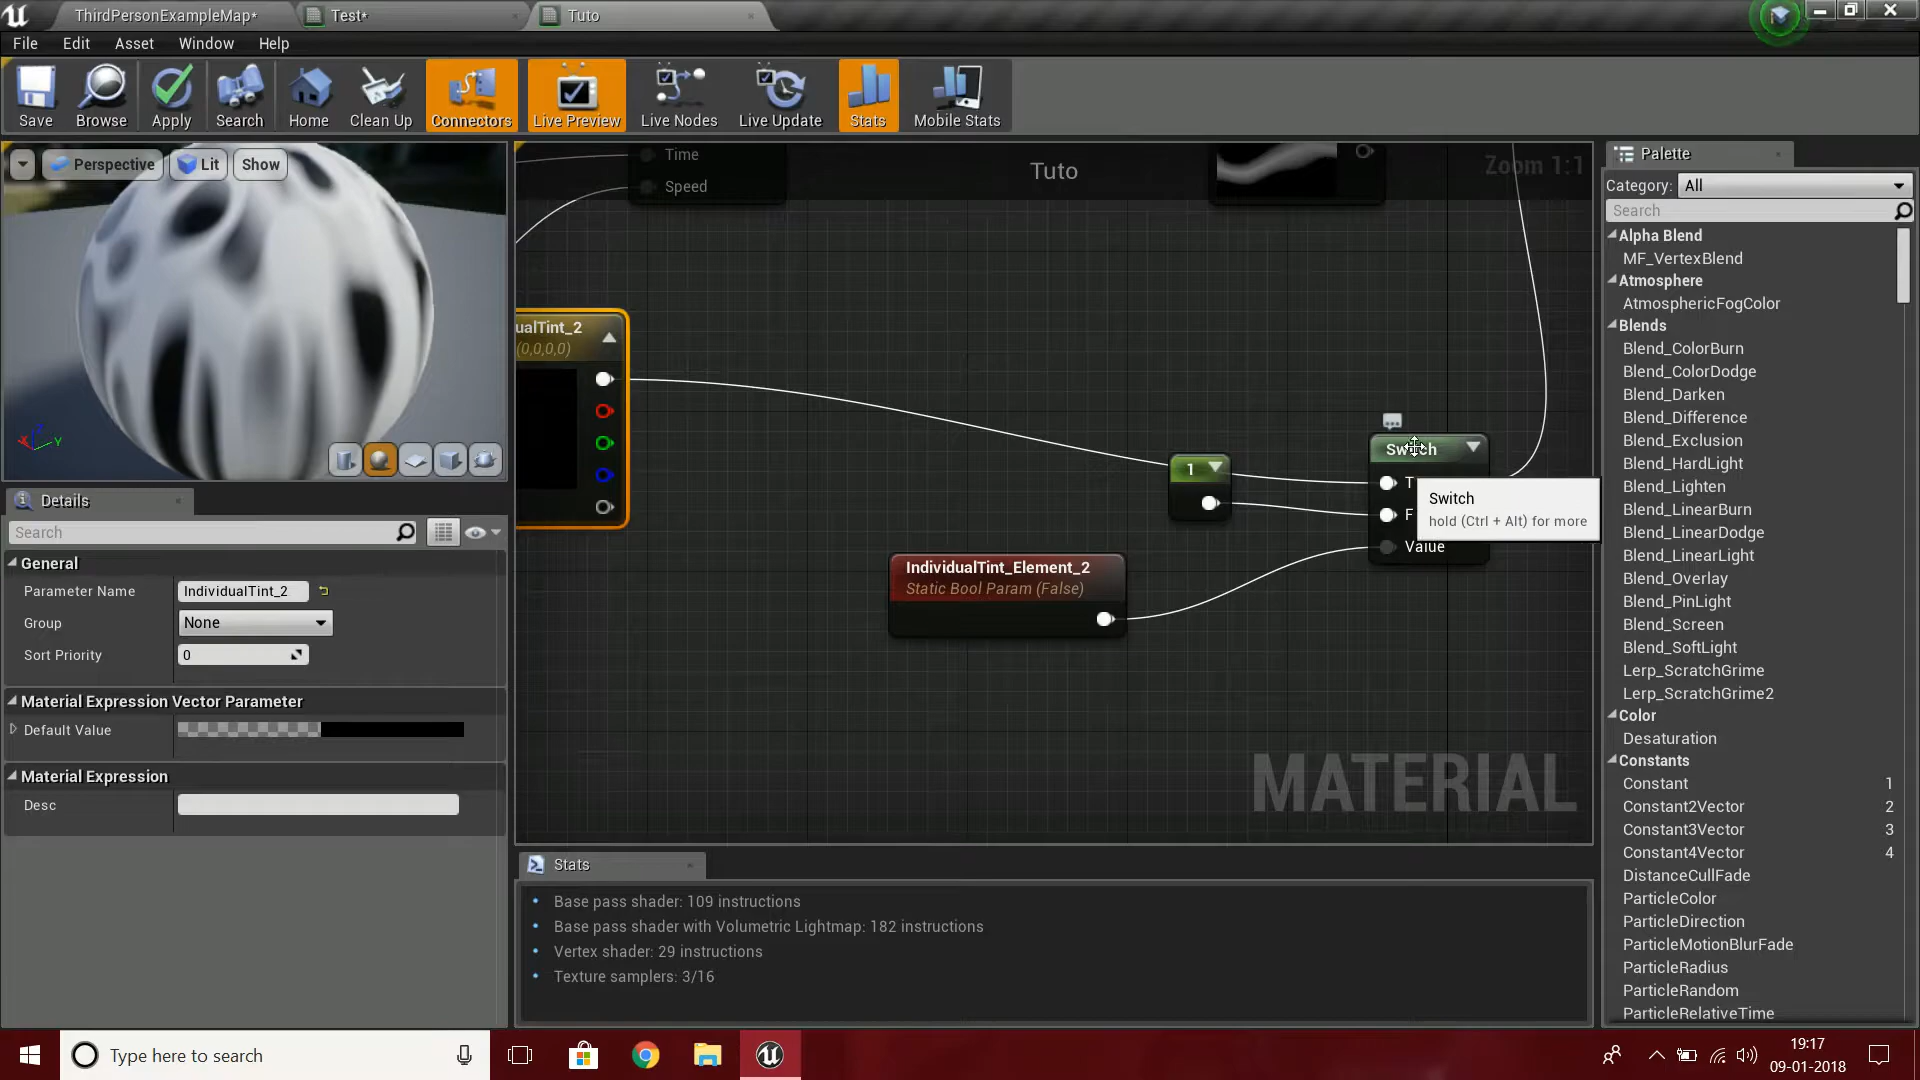 ThirdPersonExampleMap*
Test*
Tuto
File
Edit
Asset
Window
Help
Save
Browse
Apply
Search
Home
Clean Up
Connectors
Live Preview
Live Nodes
Live Update
Stats
Mobile Stats
Perspective
Lit
Show
Time
Speed
Tuto
Zoom 1:1
ualTint_2
(0,0,0,0)
1
Switch
T
F
Value
Switch
hold (Ctrl + Alt) for more
IndividualTint_Element_2
Static Bool Param (False)
MATERIAL
Details
Search
General
Parameter Name
IndividualTint_2
Group
None
Sort Priority
0
Material Expression Vector Parameter
Default Value
Material Expression
Desc
Stats
Base pass shader: 109 instructions
Base pass shader with Volumetric Lightmap: 182 instructions
Vertex shader: 29 instructions
Texture samplers: 3/16
Palette
Category: All
Search
Alpha Blend
MF_VertexBlend
Atmosphere
AtmosphericFogColor
Blends
Blend_ColorBurn
Blend_ColorDodge
Blend_Darken
Blend_Difference
Blend_Exclusion
Blend_HardLight
Blend_Lighten
Blend_LinearBurn
Blend_LinearDodge
Blend_LinearLight
Blend_Overlay
Blend_PinLight
Blend_Screen
Blend_SoftLight
Lerp_ScratchGrime
Lerp_ScratchGrime2
Color
Desaturation
Constants
Constant 1
Constant2Vector 2
Constant3Vector 3
Constant4Vector 4
DistanceCullFade
ParticleColor
ParticleDirection
ParticleMotionBlurFade
ParticleRadius
ParticleRandom
ParticleRelativeTime
Type here to search
19:17
09-01-2018